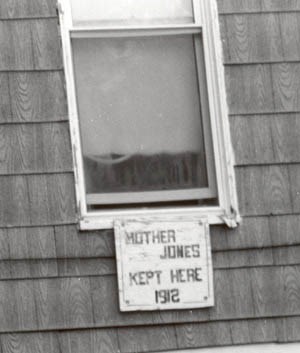 MOTHER
JONES
KEPT HERE
1912